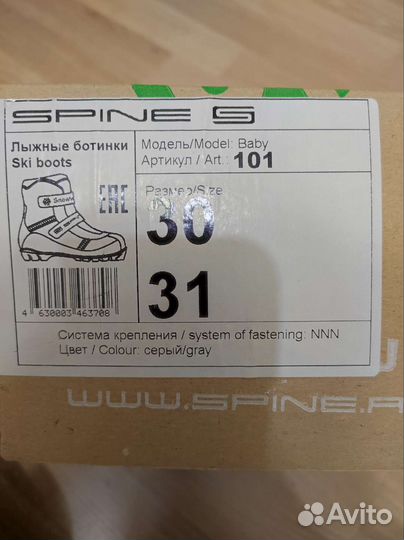 SPINE
Лыжные ботинки
Ski boots
Модель/Model: Baby
Артикул / Art.: 101
EAC
Размер/Size
30
31
4 630003 463708
Система крепления / system of fastening: NNN
Цвет / Colour: серый/gray
WWW.SPINE.R
Avito